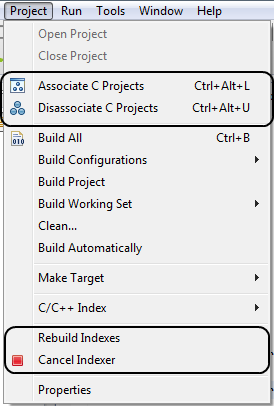 Project Run Tools Window Help
Open Project
Close Project
Associate C Projects Ctrl+Alt+L
Disassociate C Projects Ctrl+Alt+U
Build All Ctrl+B
Build Configurations
Build Project
Build Working Set
Clean...
Build Automatically
Make Target
C/C++ Index
Rebuild Indexes
Cancel Indexer
Properties